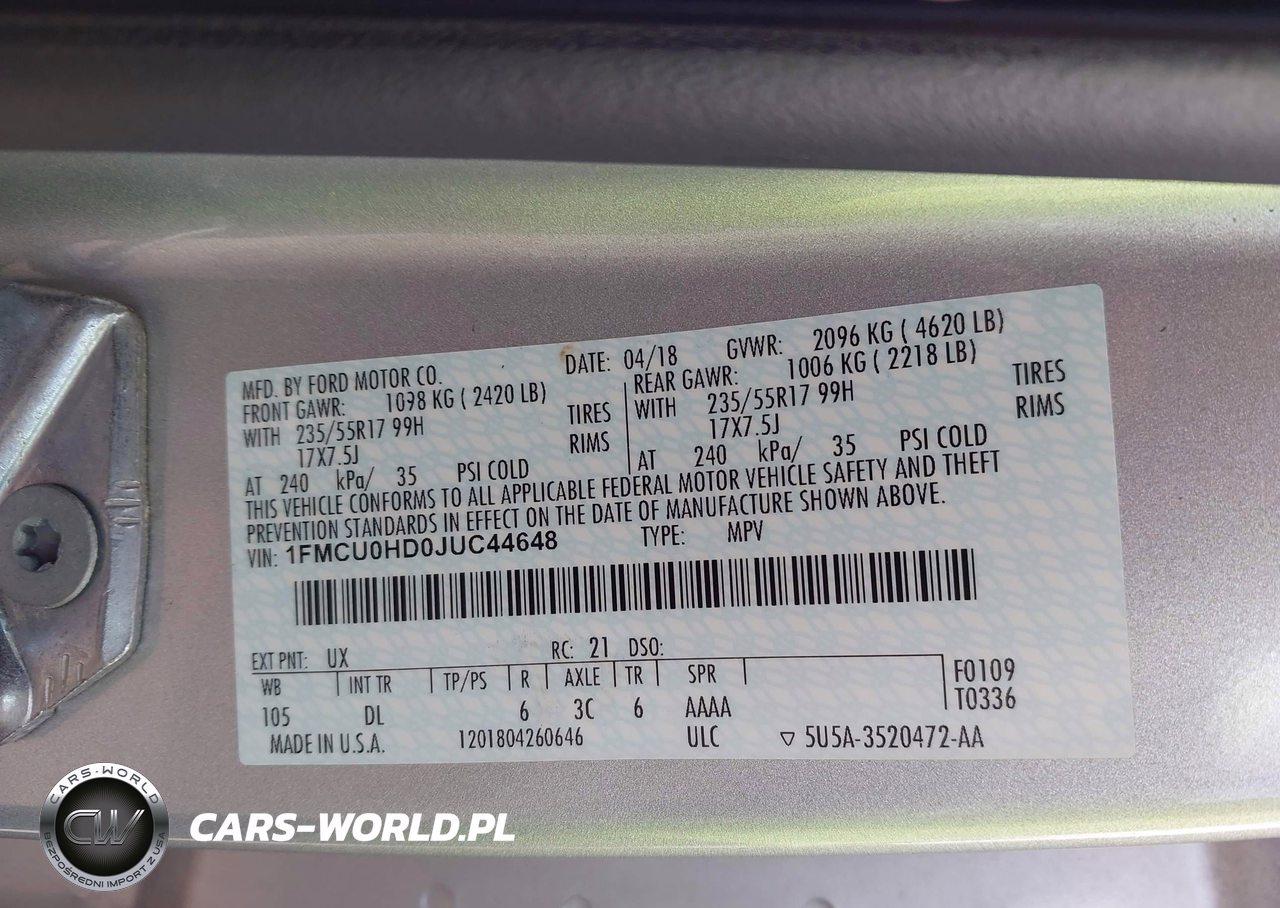 MFD. BY FORD MOTOR CO. DATE: 04/18 GVWR: 2096 KG ( 4620 LB)
FRONT GAWR: 1098 KG ( 2420 LB) REAR GAWR: 1006 KG ( 2218 LB)
WITH 235/55R17 99H TIRES WITH 235/55R17 99H TIRES
17X7.5J RIMS 17X7.5J RIMS
AT 240 kPa/ 35 PSI COLD AT 240 kPa/ 35 PSI COLD
THIS VEHICLE CONFORMS TO ALL APPLICABLE FEDERAL MOTOR VEHICLE SAFETY AND THEFT
PREVENTION STANDARDS IN EFFECT ON THE DATE OF MANUFACTURE SHOWN ABOVE.
VIN: 1FMCU0HD0JUC44648 TYPE: MPV
EXT PNT: UX RC: 21 DSO:
WB INT TR TP/PS R AXLE TR SPR F0109
105 DL 6 3C 6 AAAA T0336
MADE IN U.S.A. 1201804260646 ULC ▽ 5U5A-3520472-AA
CARS-WORLD
CW
BEZPOŚREDNI IMPORT Z USA
CARS-WORLD.PL